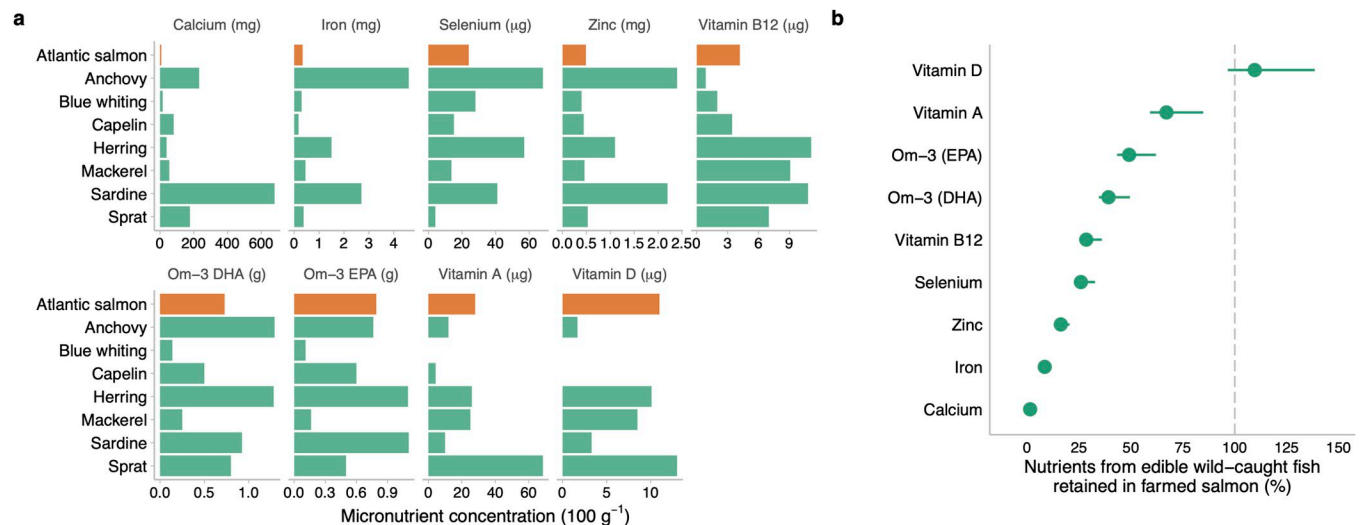 a
Calcium (mg) Iron (mg) Selenium (μg) Zinc (mg) Vitamin B12 (μg)
Atlantic salmon
Anchovy
Blue whiting
Capelin
Herring
Mackerel
Sardine
Sprat
0 200 400 600 0 1 2 3 4 0 20 40 60 0.0 0.5 1.0 1.5 2.0 2.50 3 6 9
Om−3 DHA (g) Om−3 EPA (g) Vitamin A (μg) Vitamin D (μg)
Atlantic salmon
Anchovy
Blue whiting
Capelin
Herring
Mackerel
Sardine
Sprat
0.0 0.5 1.0 0.0 0.3 0.6 0.9 0 20 40 60 0 5 10
Micronutrient concentration (100 g⁻¹)
b
Vitamin D
Vitamin A
Om−3 (EPA)
Om−3 (DHA)
Vitamin B12
Selenium
Zinc
Iron
Calcium
0 25 50 75 100 125 150
Nutrients from edible wild−caught fish
retained in farmed salmon (%)